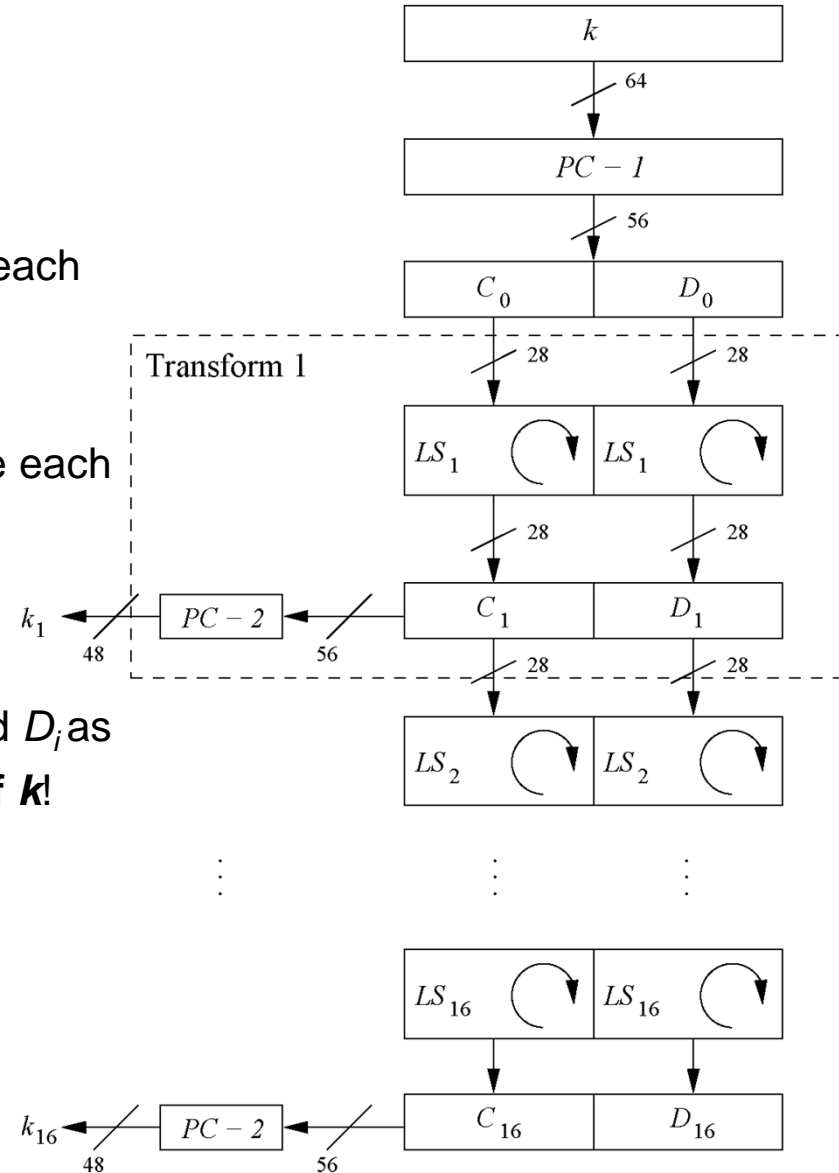 k
64
PC – 1
56
each
C0 D0
Transform 1
28 28
LS1 LS1
e each
28 28
k1 PC – 2 C1 D1
48 56
28 28
d Di as
LS2 LS2
f k!
⋮ ⋮ ⋮
LS16 LS16
k16 PC – 2 C16 D16
48 56